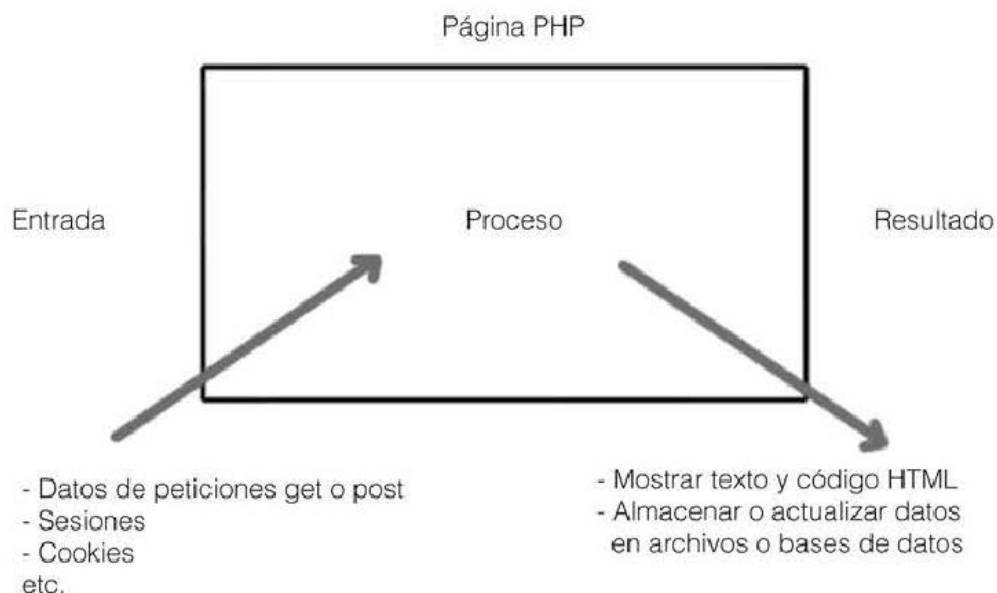 Página PHP
Entrada
Proceso
Resultado
- Datos de peticiones get o post
- Sesiones
- Cookies
etc.
- Mostrar texto y código HTML
- Almacenar o actualizar datos
en archivos o bases de datos